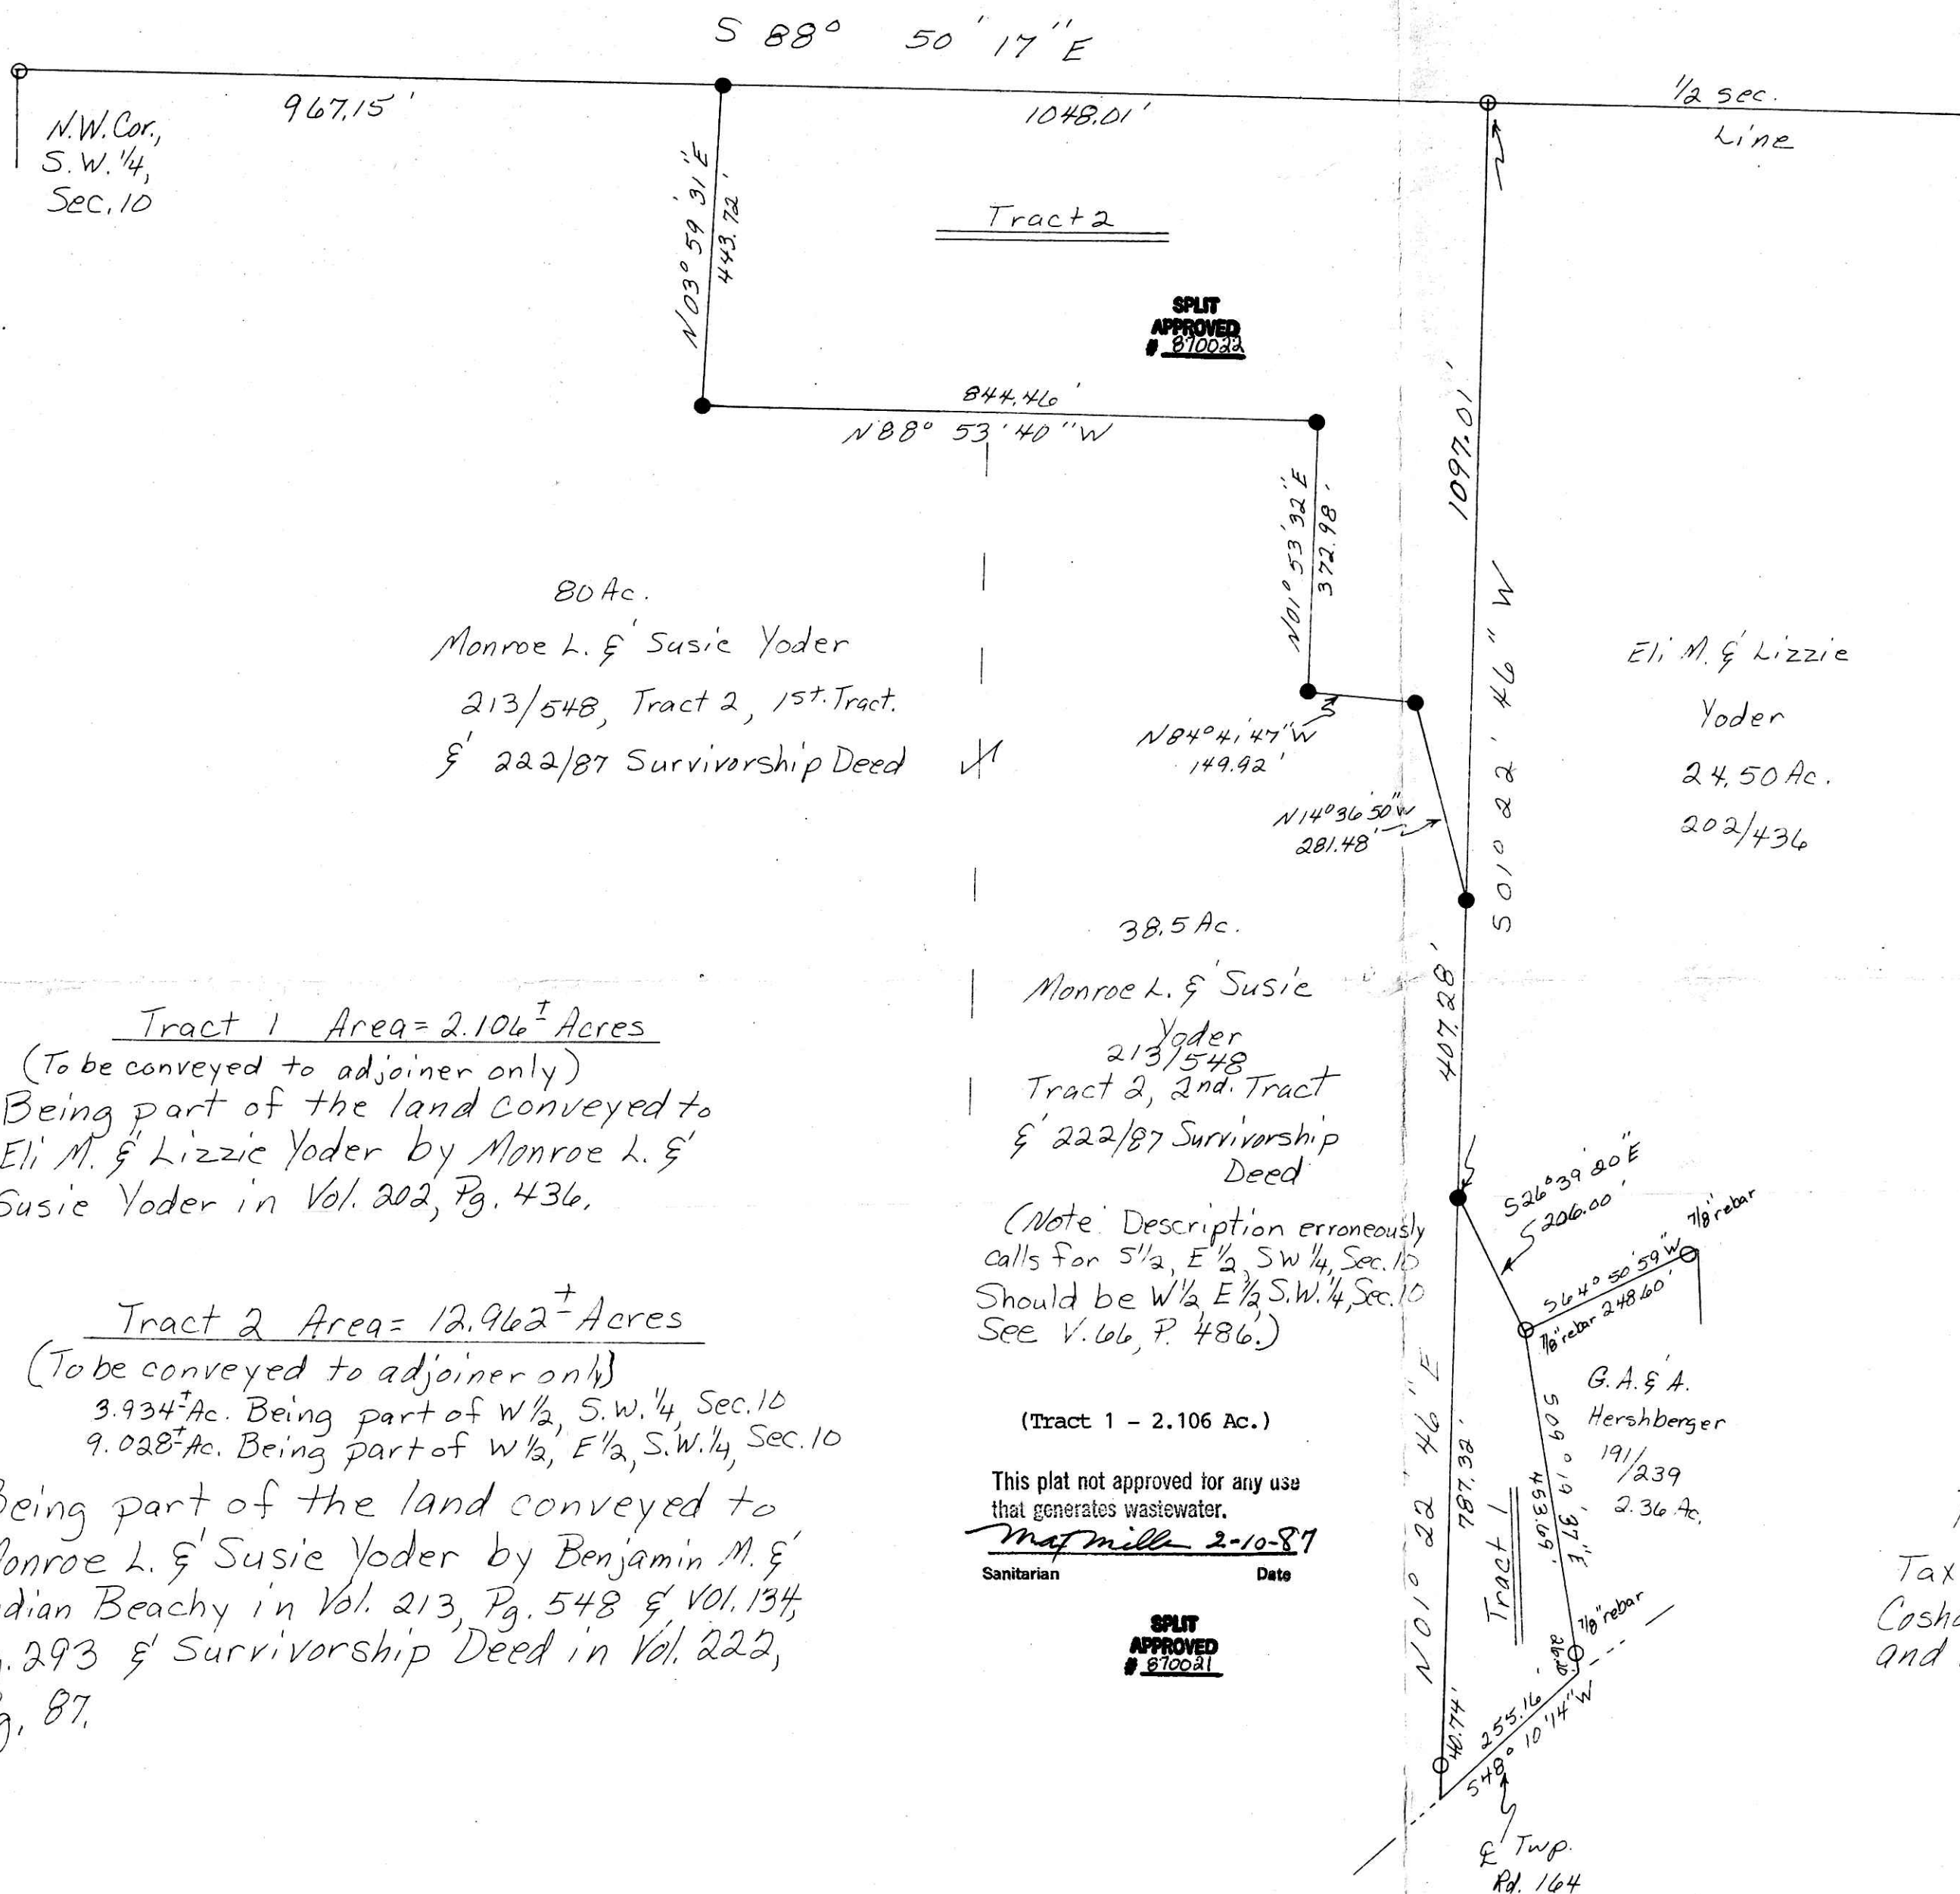 S 88° 50' 17" E
967.15'
1048.01'
1/2 sec.
Line
N.W. Cor.,
S.W. 1/4,
Sec. 10
N 03° 59' 31" E
443.72'
Tract 2
SPLIT
APPROVED
# 870022
844.46'
N 88° 53' 40" W
1097.01'
N 01° 53' 32" E
372.98'
S 01° 22' 46" W
80 Ac.
Monroe L. & Susie Yoder
213/548, Tract 2, 1st. Tract.
& 222/87 Survivorship Deed
N 84° 41' 47" W
149.92'
N 14° 36' 50" W
281.48'
Eli M. & Lizzie
Yoder
24.50 Ac.
202/436
38.5 Ac.
Monroe L. & Susie
Yoder
213/548
Tract 2, 2nd. Tract
& 222/87 Survivorship
Deed
(Note: Description erroneously
calls for S 1/2, E 1/2, SW 1/4, Sec. 10
Should be W 1/2, E 1/2 S.W. 1/4, Sec. 10
See V. 66, P. 486.)
407.28'
Tract 1 Area = 2.106± Acres
(To be conveyed to adjoiner only)
Being part of the land conveyed to
Eli M. & Lizzie Yoder by Monroe L. &
Susie Yoder in Vol. 202, Pg. 436.
Tract 2 Area = 12.962± Acres
(To be conveyed to adjoiner only)
3.934± Ac. Being part of W 1/2, S.W. 1/4, Sec. 10
9.028± Ac. Being part of W 1/2, E 1/2, S.W. 1/4, Sec. 10
Being part of the land conveyed to
Monroe L. & Susie Yoder by Benjamin M. &
dian Beachy in Vol. 213, Pg. 548 & Vol. 134,
. 293 & Survivorship Deed in Vol. 222,
g. 87.
(Tract 1 - 2.106 Ac.)
This plat not approved for any use
that generates wastewater.
2-10-87
Sanitarian Date
SPLIT
APPROVED
# 870021
S 26° 39' 20" E
206.00'
7/8" rebar
S 64° 50' 59" W
248.60'
7/8" rebar
G.A. & A.
Hershberger
191/239
2.36 Ac.
N 01° 22' 46" E
787.32'
Tract 1
S 09° 19' 37" E
453.69'
7/8" rebar
40.74'
255.16'
S 48° 10' 14" W
℄ Twp.
Rd. 164
Tax
Cosho
and